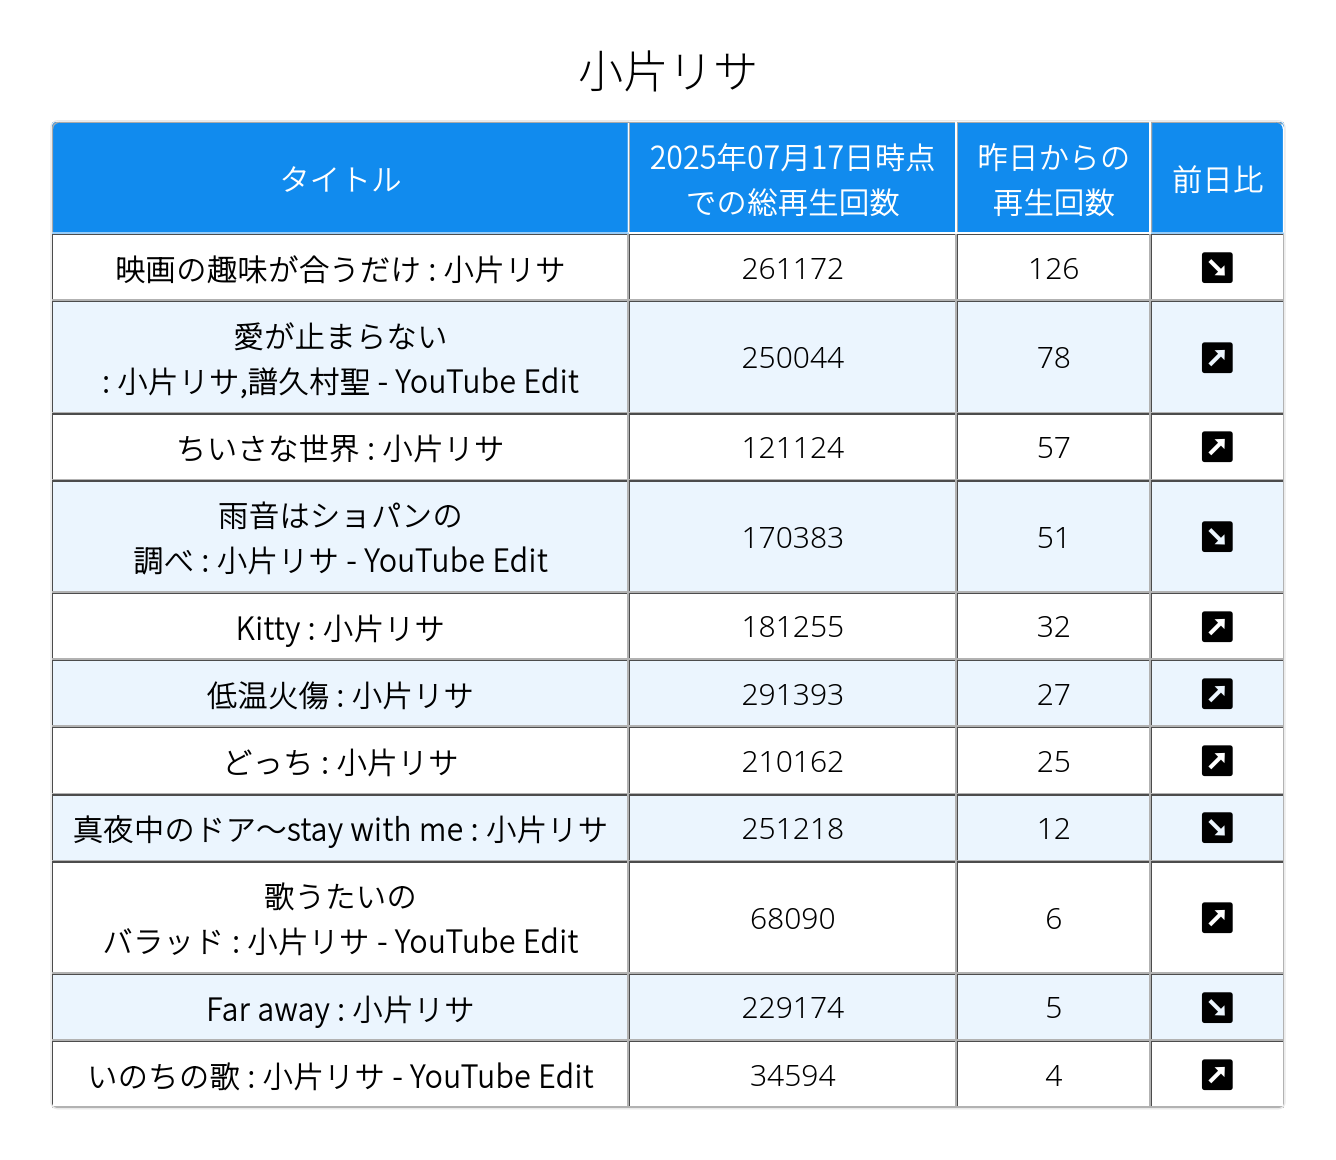 小片リサ
タイトル
2025年07月17日時点
での総再生回数
昨日からの
再生回数
前日比
映画の趣味が合うだけ : 小片リサ
261172
126
愛が止まらない
: 小片リサ,譜久村聖 - YouTube Edit
250044
78
ちいさな世界 : 小片リサ
121124
57
雨音はショパンの
調べ : 小片リサ - YouTube Edit
170383
51
Kitty : 小片リサ
181255
32
低温火傷 : 小片リサ
291393
27
どっち : 小片リサ
210162
25
真夜中のドア〜stay with me : 小片リサ
251218
12
歌うたいの
バラッド : 小片リサ - YouTube Edit
68090
6
Far away : 小片リサ
229174
5
いのちの歌 : 小片リサ - YouTube Edit
34594
4